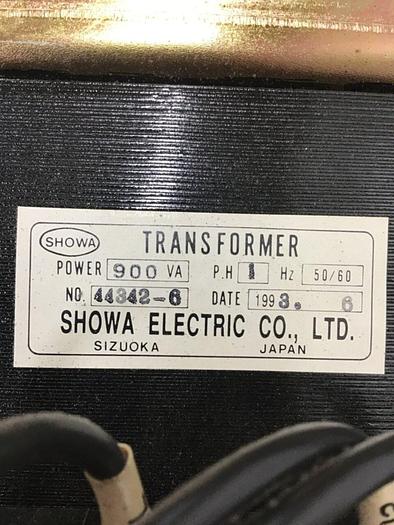 SHOWA TRANSFORMER
POWER 900 VA P.H 1 Hz 50/60
NO. 44342-6 DATE 1993. 6
SHOWA ELECTRIC CO., LTD.
SIZUOKA JAPAN